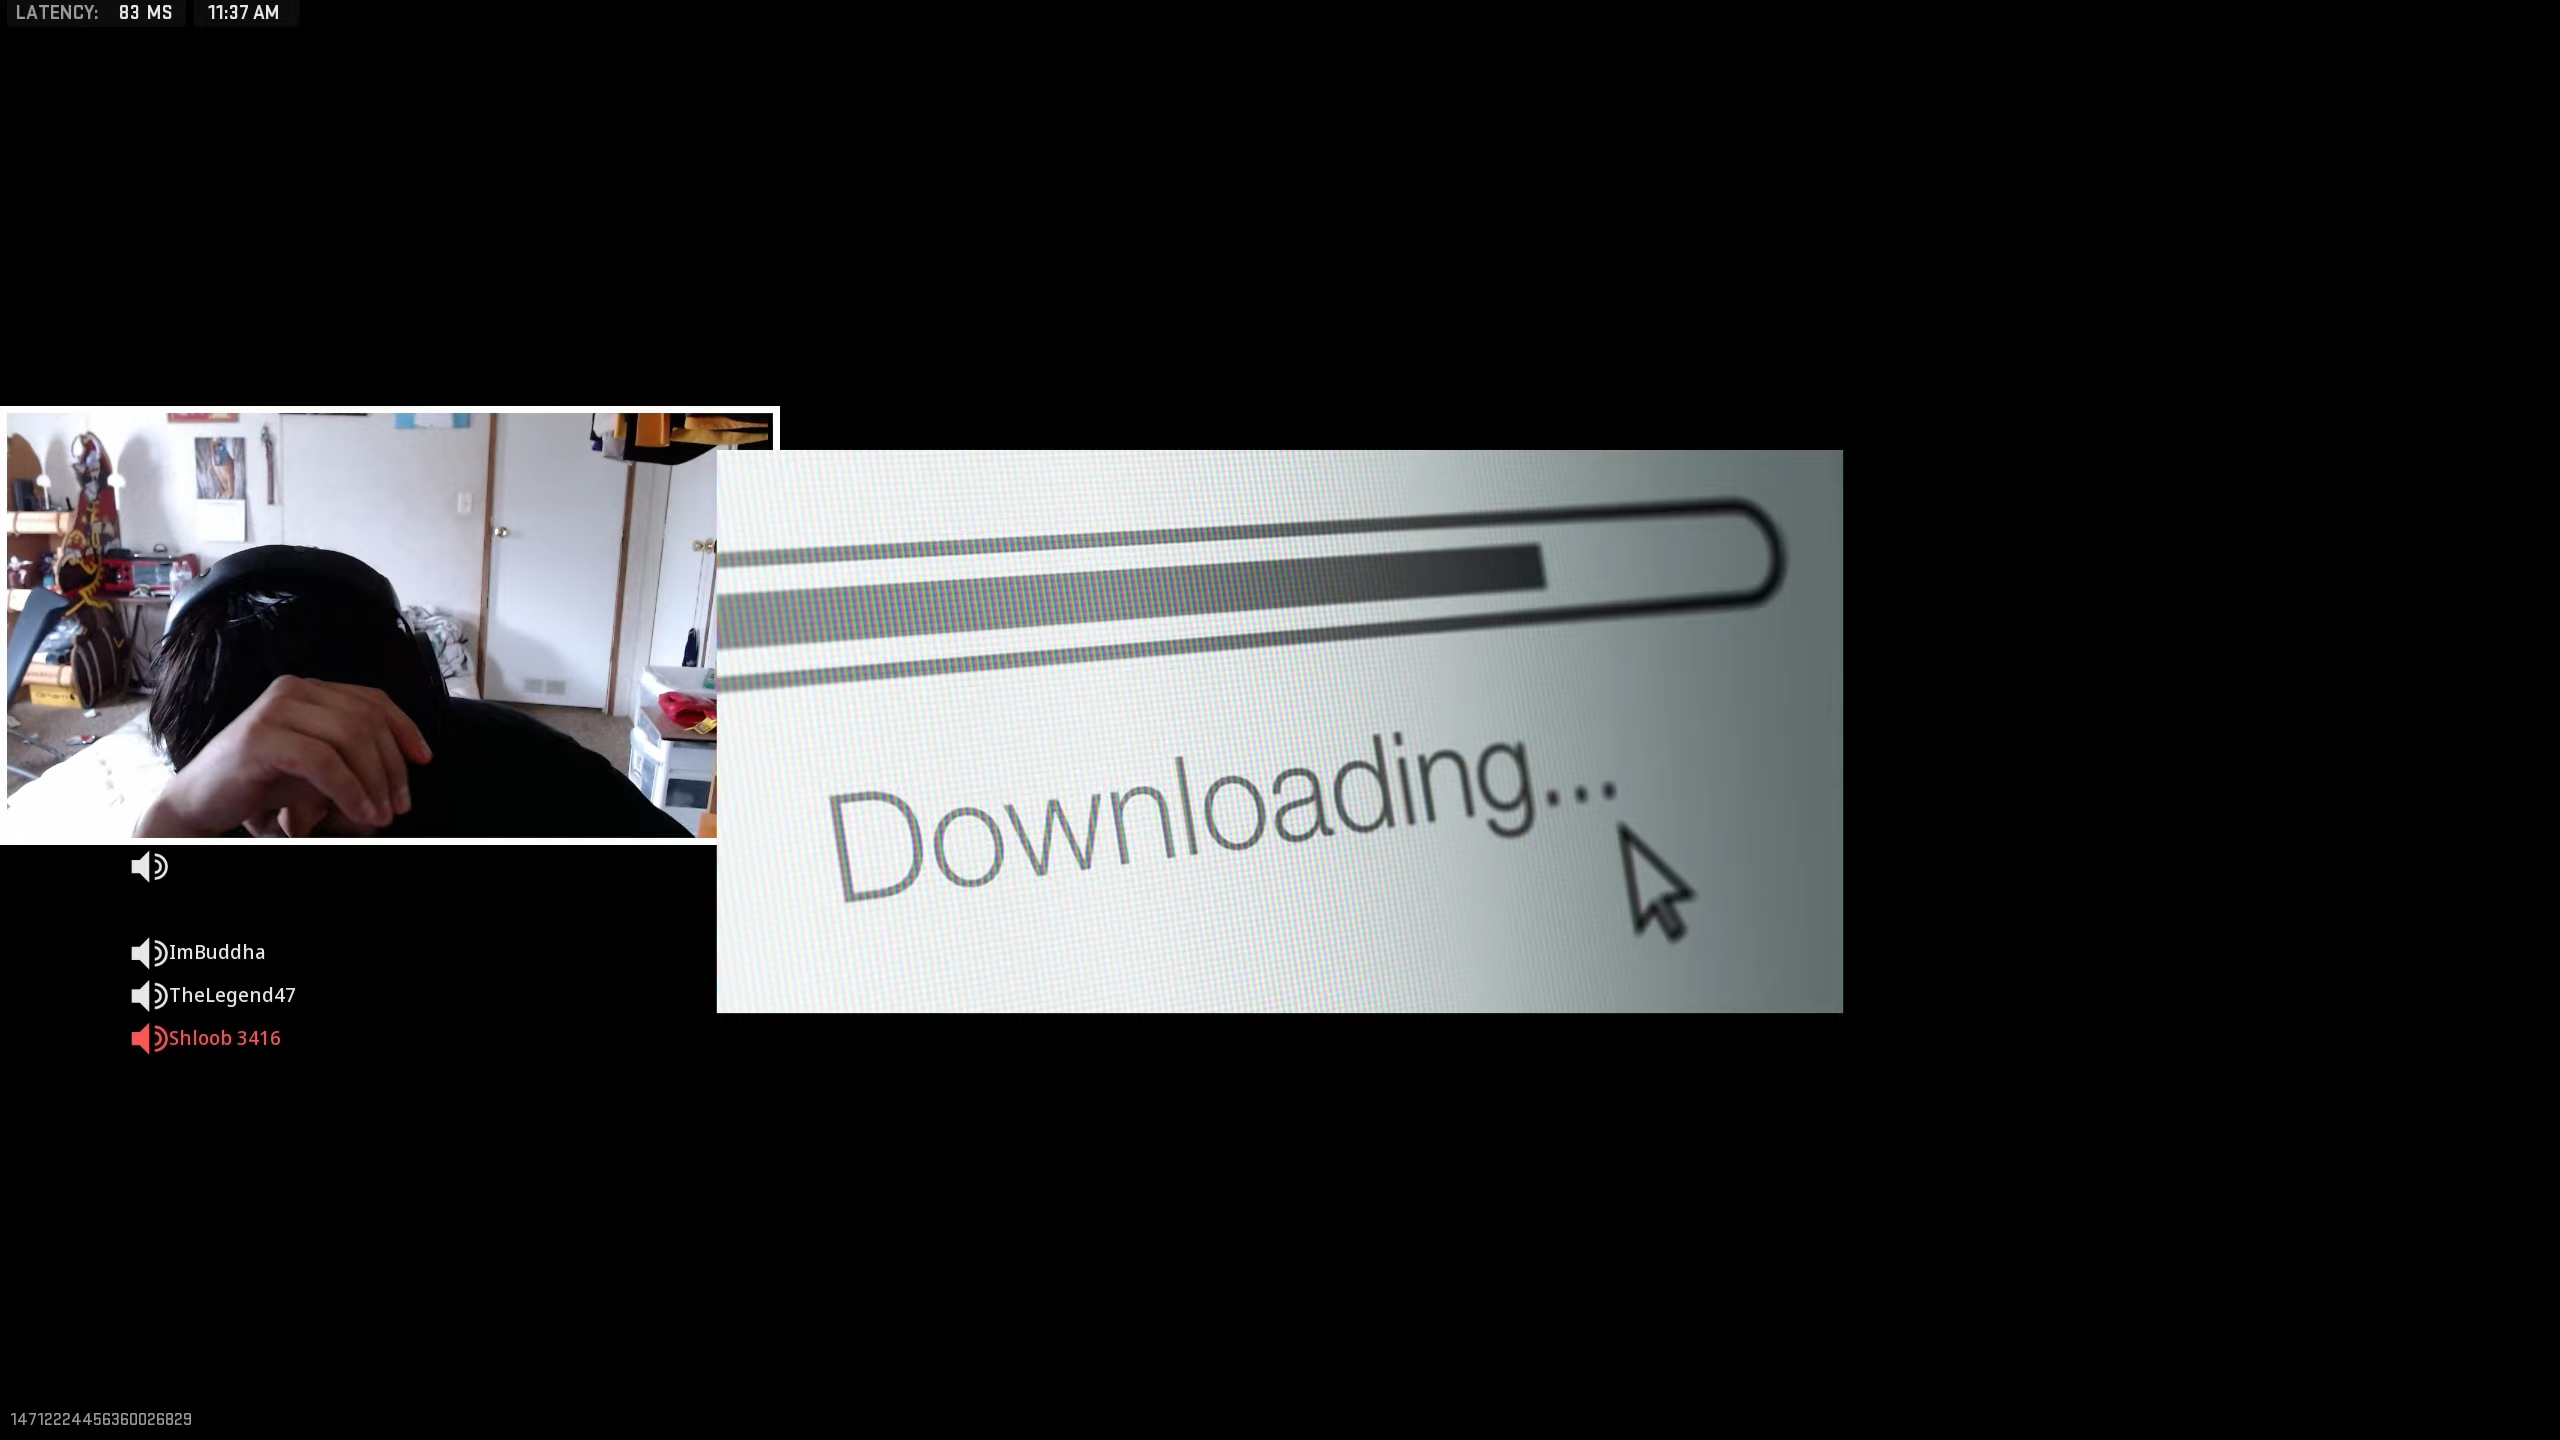 LATENCY: 83 MS 11:37 AM
Downloading...
ImBuddha
TheLegend47
Shloob 3416
14712224456360026829